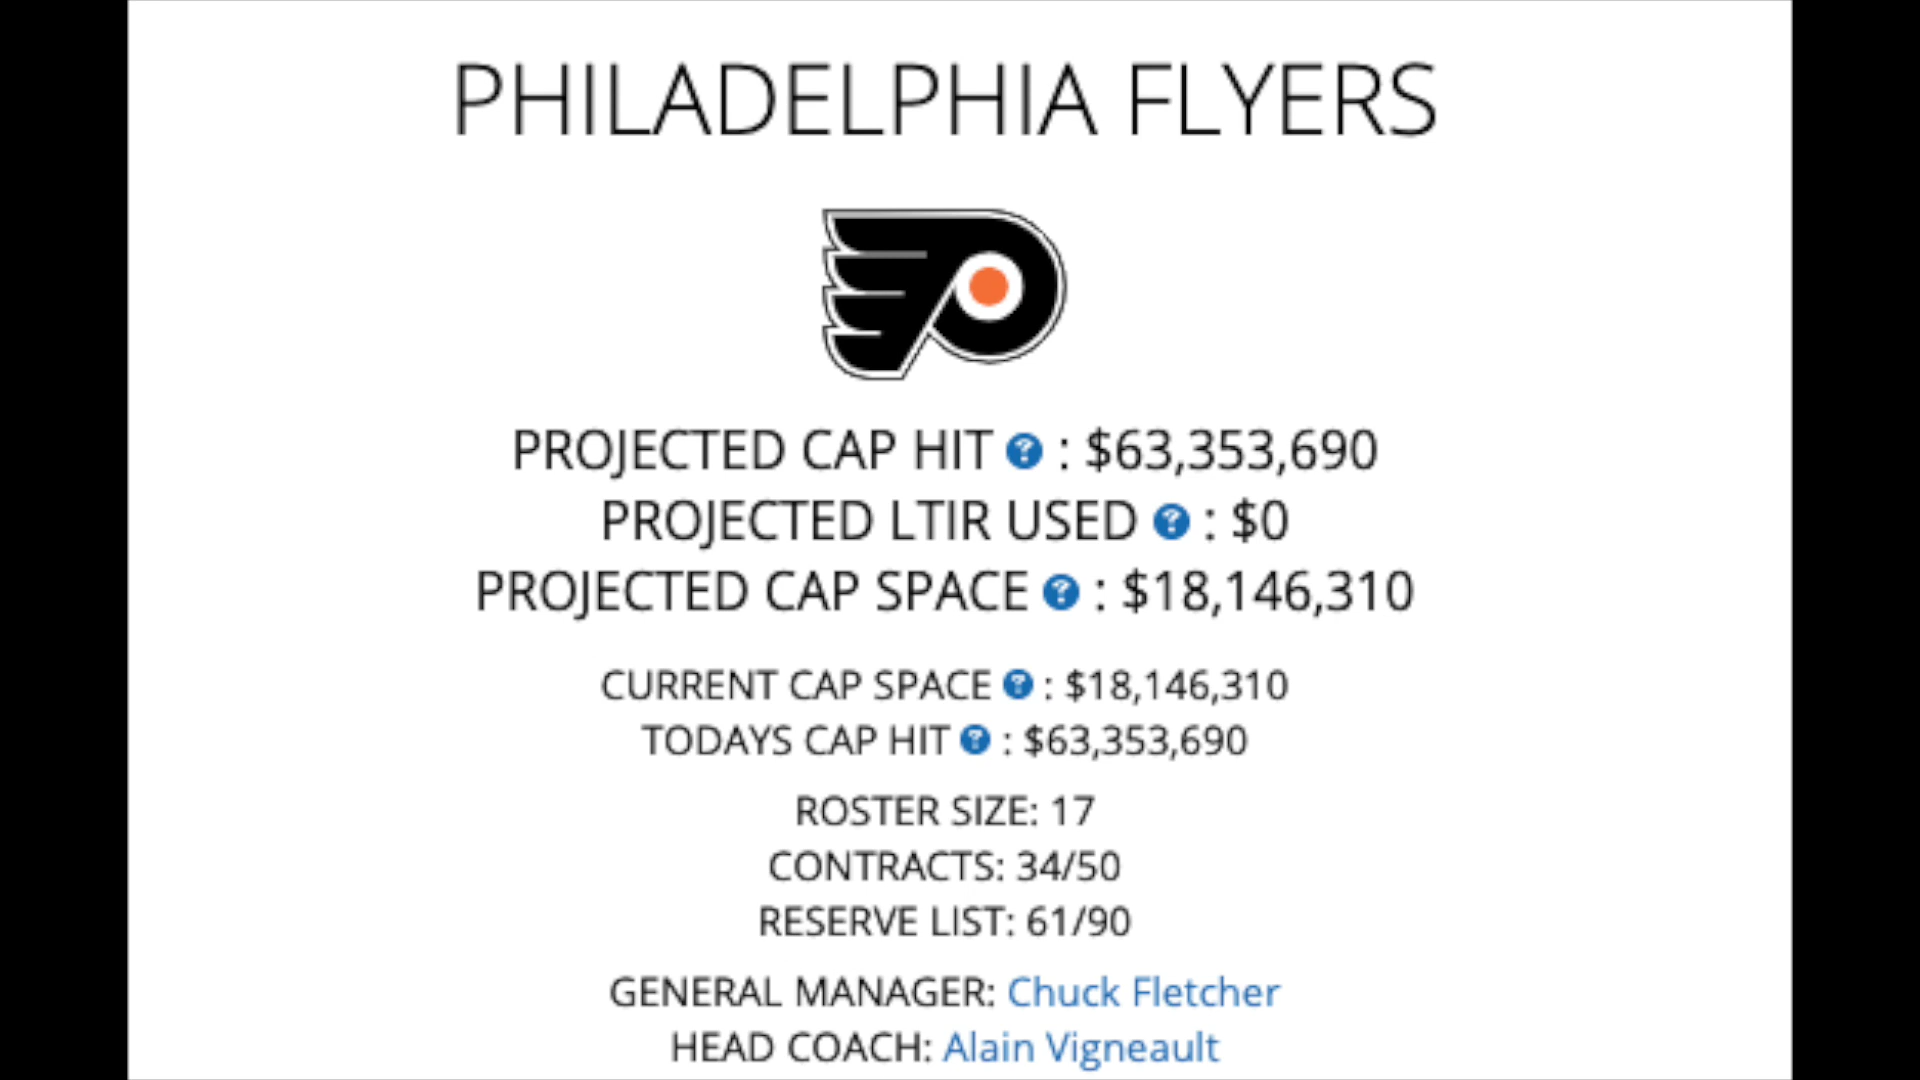 PHILADELPHIA FLYERS
PROJECTED CAP HIT ? : $63,353,690
PROJECTED LTIR USED ? : $0
PROJECTED CAP SPACE ? : $18,146,310
CURRENT CAP SPACE ? : $18,146,310
TODAYS CAP HIT ? : $63,353,690
ROSTER SIZE: 17
CONTRACTS: 34/50
RESERVE LIST: 61/90
GENERAL MANAGER: Chuck Fletcher
HEAD COACH: Alain Vigneault